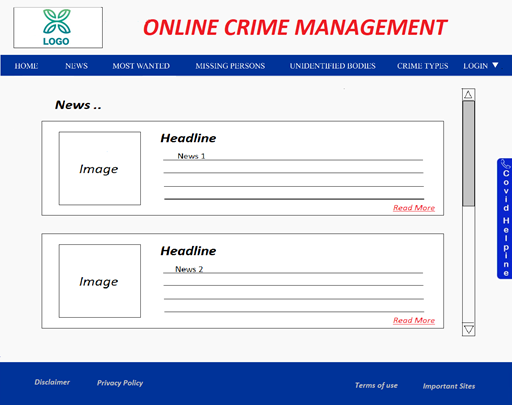 LOGO
ONLINE CRIME MANAGEMENT
HOME NEWS MOST WANTED MISSING PERSONS UNIDENTIFIED BODIES CRIME TYPES LOGIN
News ..
Image
Headline
News 1
Read More
Image
Headline
News 2
Read More
Covid Helpine
Disclaimer Privacy Policy Terms of use Important Sites